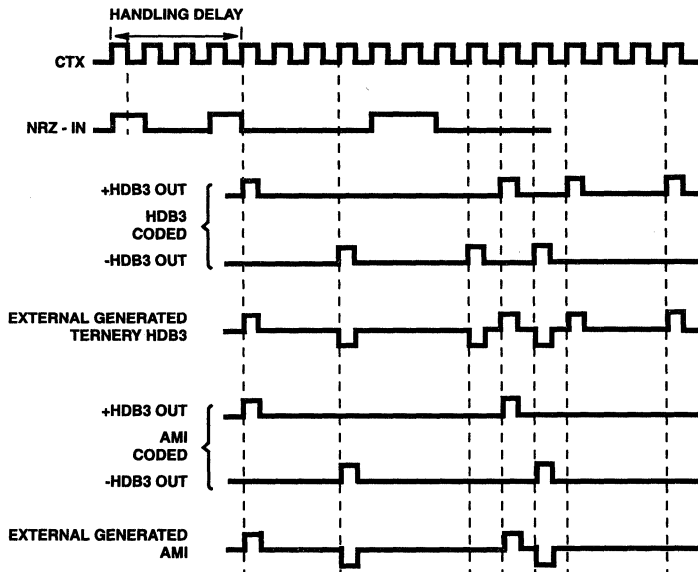 HANDLING DELAY
CTX
NRZ - IN
+HDB3 OUT
HDB3
CODED
-HDB3 OUT
EXTERNAL GENERATED
TERNERY HDB3
+HDB3 OUT
AMI
CODED
-HDB3 OUT
EXTERNAL GENERATED
AMI